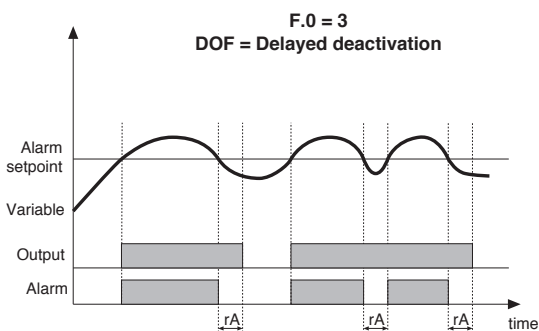 F.0 = 3
DOF = Delayed deactivation
Alarm
setpoint
Variable
Output
Alarm
rA
rA
rA
time